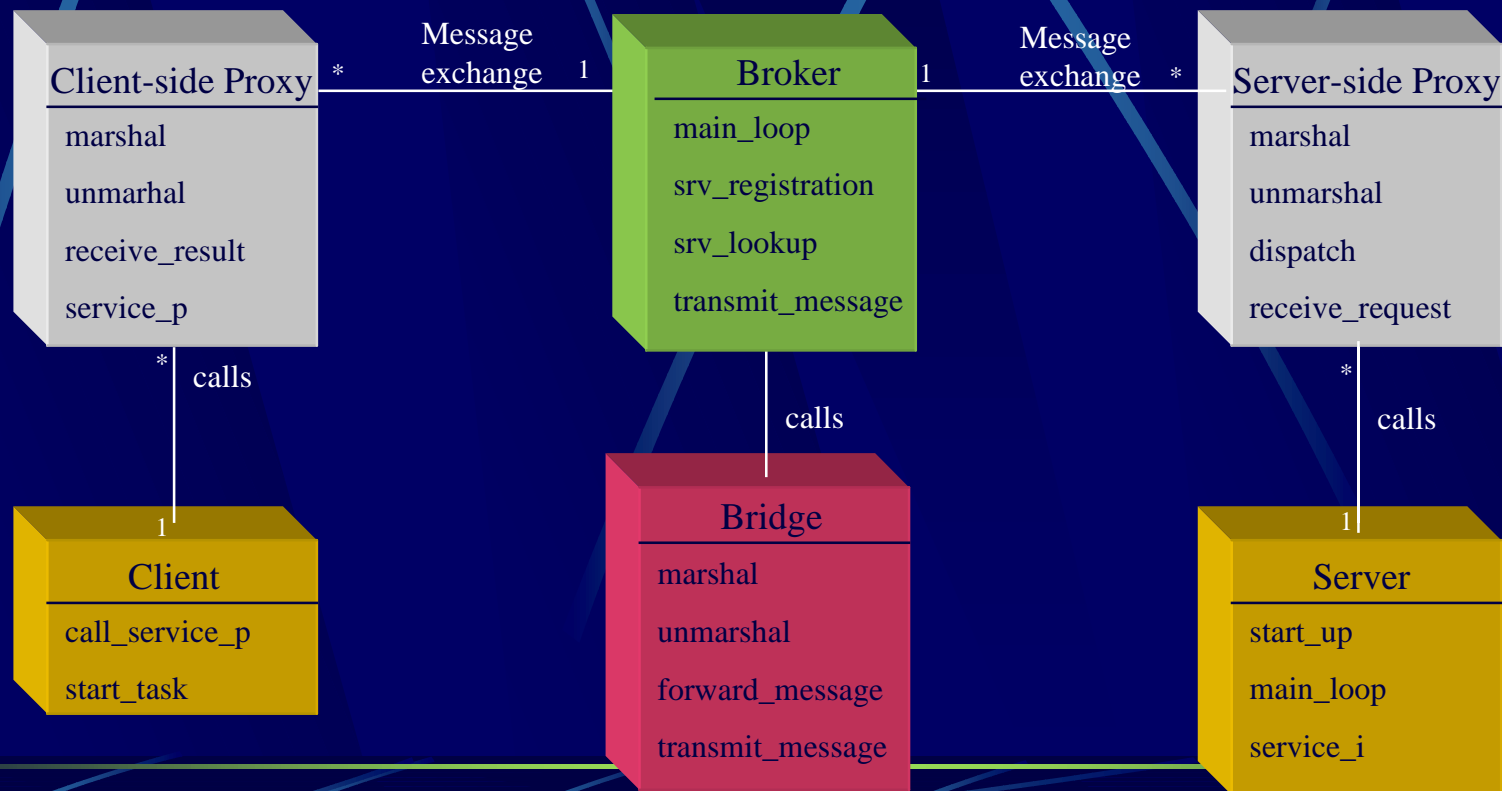 Client-side Proxy
marshal
unmarhal
receive_result
service_p
*
Message
exchange
1
Broker
main_loop
srv_registration
srv_lookup
transmit_message
1
Message
exchange
*
Server-side Proxy
marshal
unmarshal
dispatch
receive_request
*
calls
1
Client
call_service_p
start_task
calls
Bridge
marshal
unmarshal
forward_message
transmit_message
*
calls
1
Server
start_up
main_loop
service_i